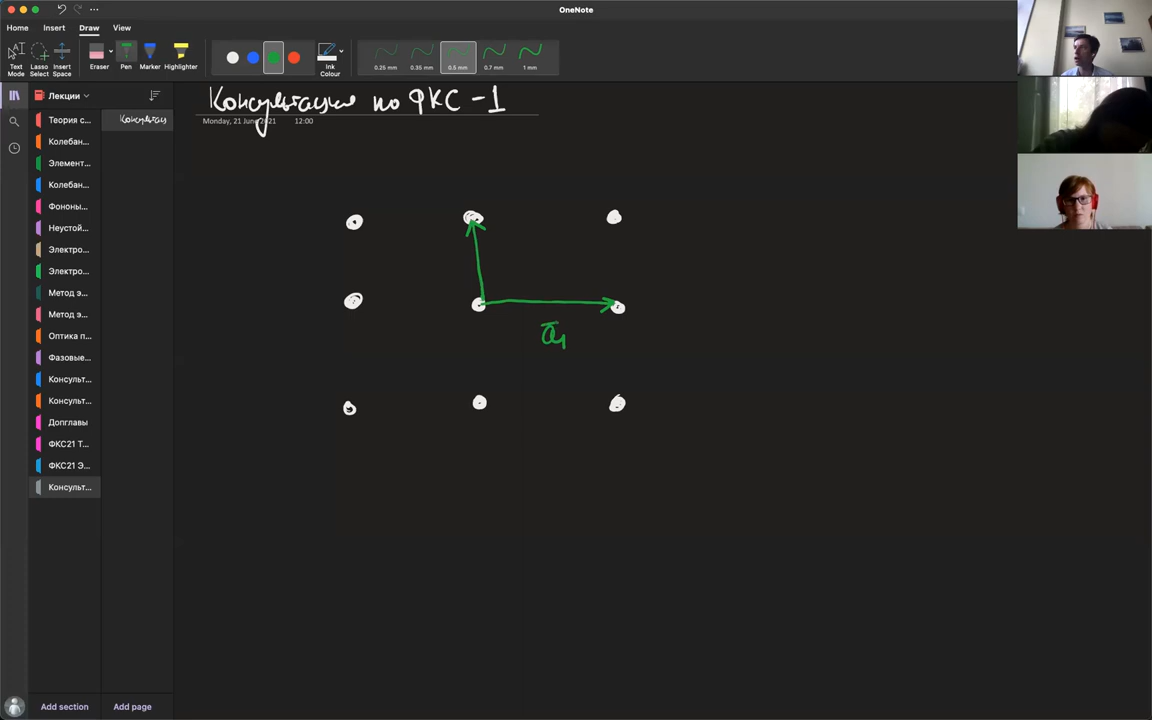 OneNote
Home Insert Draw View
Text Mode
Lasso Select
Insert Space
Eraser
Pen
Marker
Highlighter
Ink Colour
0.25 mm
0.35 mm
0.5 mm
0.7 mm
1 mm
Лекции
Теория с...
Колебан...
Элемент...
Колебан...
Фононы...
Неустой...
Электро...
Электро...
Метод э...
Метод э...
Оптика п...
Фазовые...
Консульт...
Консульт...
Допглавы
ФКС21 Т...
ФКС21 Э...
Консульт...
Add section
Консультац
Add page
Консультация по ФКС-1
Monday, 21 June 2021 12:00
ā₁